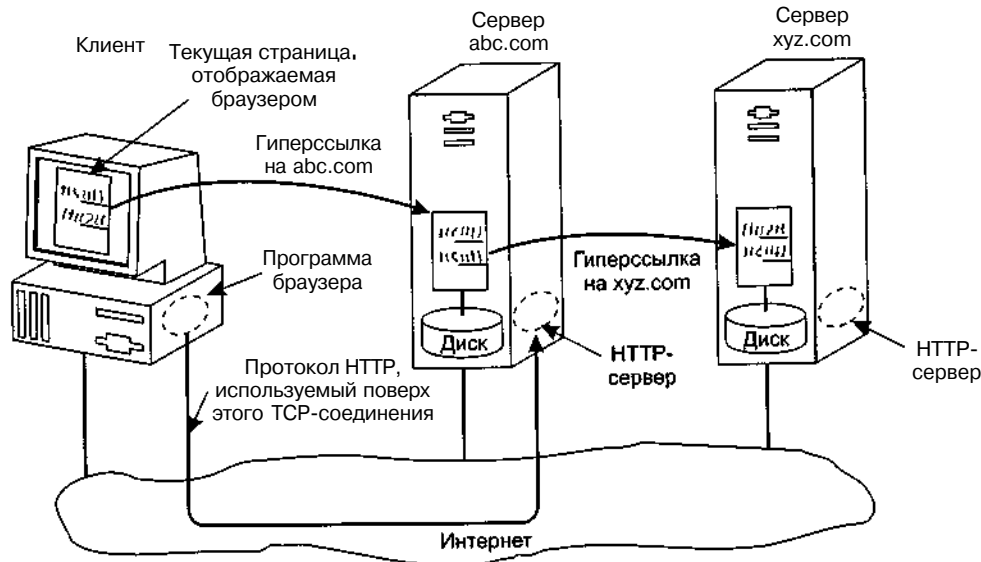 Клиент
Текущая страница,
отображаемая
браузером
Сервер
abc.com
Сервер
xyz.com
Гиперссылка
на abc.com
Программа
браузера
Гиперссылка
на xyz.com
Диск
HTTP-
сервер
Диск
HTTP-
сервер
Протокол HTTP,
используемый поверх
этого TCP-соединения
Интернет